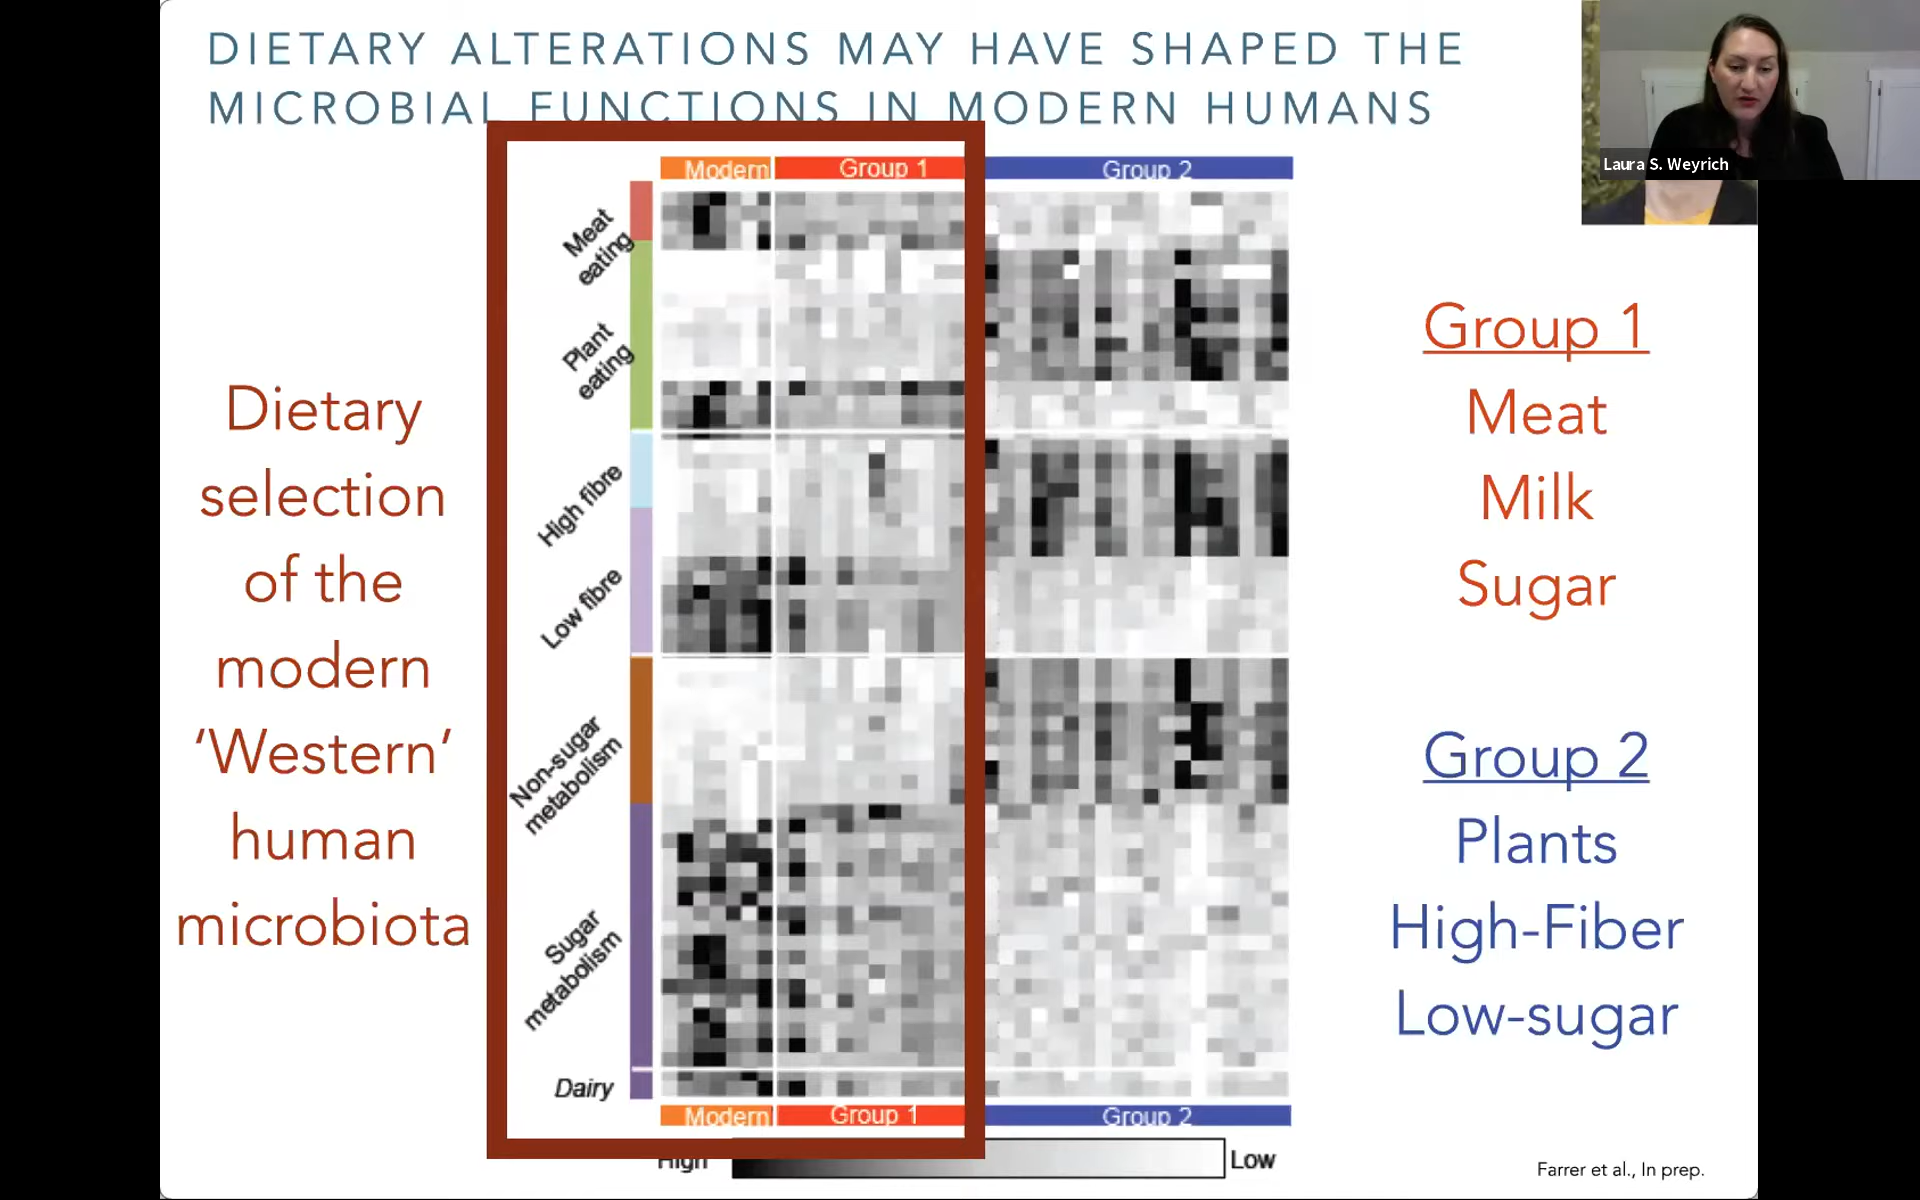 DIETARY ALTERATIONS MAY HAVE SHAPED THE
MICROBIAL FUNCTIONS IN MODERN HUMANS
Laura S. Weyrich
Modern
Group 1
Group 2
Meat
eating
Plant
eating
High fibre
Low fibre
Non-sugar
metabolism
Sugar
metabolism
Dairy
Modern
Group 1
Group 2
High
Low
Dietary
selection
of the
modern
‘Western’
human
microbiota
Group 1
Meat
Milk
Sugar
Group 2
Plants
High-Fiber
Low-sugar
Farrer et al., In prep.